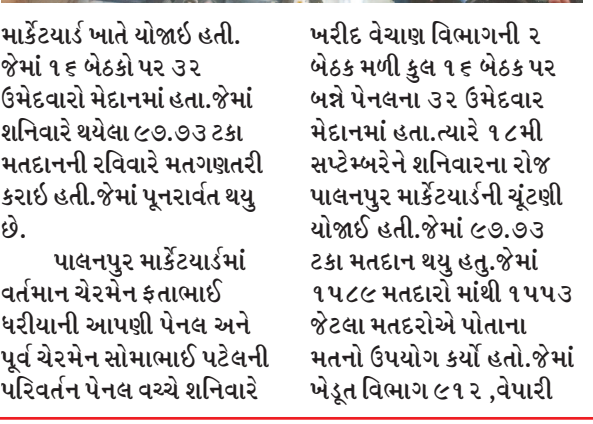 માર્કેટયાર્ડ ખાતે યોજાઇ હતી.
જેમાં ૧૬ બેઠકો પર ૩૨
ઉમેદવારો મેદાનમાં હતા.જેમાં
શનિવારે થયેલા ૯૭.૭૩ ટકા
મતદાનની રવિવારે મતગણતરી
કરાઇ હતી.જેમાં પૂનરાર્વત થયુ
છે.
પાલનપુર માર્કેટયાર્ડમાં
વર્તમાન ચેરમેન ફતાભાઈ
ધરીયાની આપણી પેનલ અને
પૂર્વ ચેરમેન સોમાભાઈ પટેલની
પરિવર્તન પેનલ વચ્ચે શનિવારે
ખરીદ વેચાણ વિભાગની ૨
બેઠક મળી કુલ ૧૬ બેઠક પર
બન્ને પેનલના ૩૨ ઉમેદવાર
મેદાનમાં હતા.ત્યારે ૧૮મી
સપ્ટેમ્બરેને શનિવારના રોજ
પાલનપુર માર્કેટયાર્ડની ચૂંટણી
યોજાઈ હતી.જેમાં ૯૭.૭૩
ટકા મતદાન થયુ હતુ.જેમાં
૧૫૮૯ મતદારો માંથી ૧૫૫૩
જેટલા મતદરોએ પોતાના
મતનો ઉપયોગ કર્યો હતો.જેમાં
ખેડૂત વિભાગ ૯૧૨ ,વેપારી